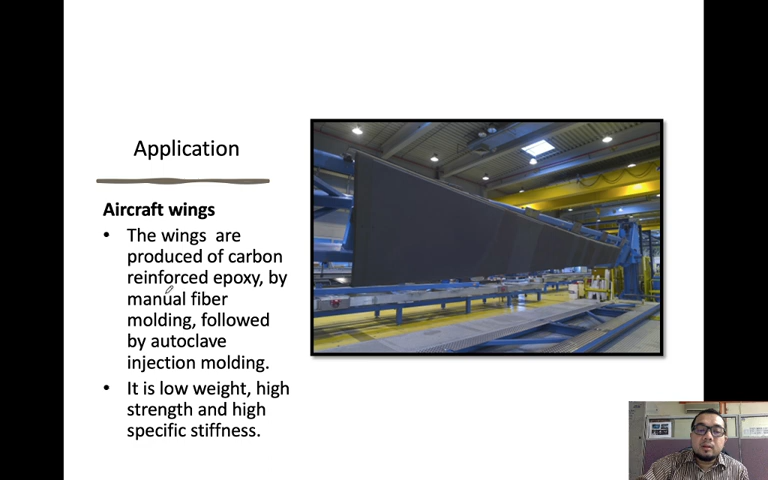 Application
Aircraft wings
• The wings are
produced of carbon
reinforced epoxy, by
manual fiber
molding, followed
by autoclave
injection molding.
• It is low weight, high
strength and high
specific stiffness.